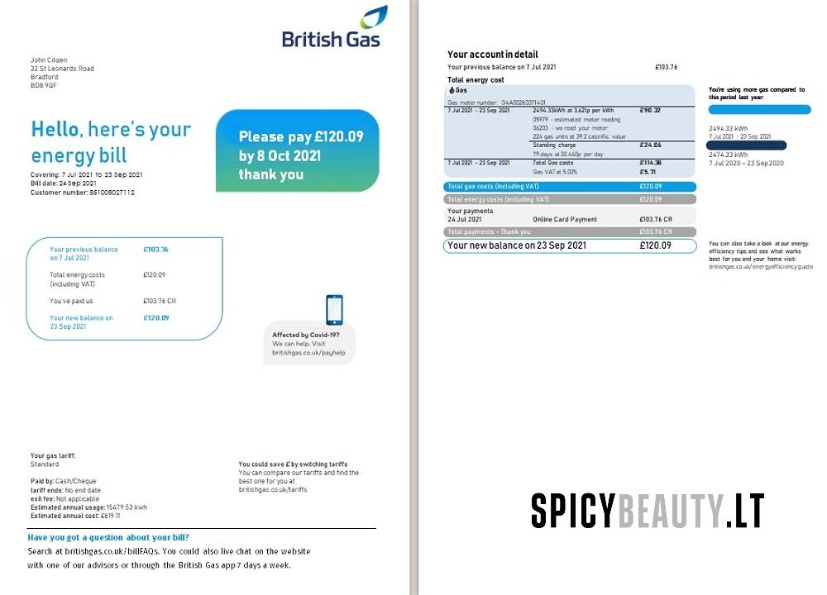 British Gas
John Citizen
32 St Leonards Road
Bradford
BD8 9QF
Hello, here's your
energy bill
Covering: 7 Jul 2021 to 23 Sep 2021
Bill date: 24 Sep 2021
Customer number: 851008027112
Please pay £120.09
by 8 Oct 2021
thank you
Your previous balance £103.76
on 7 Jul 2021
Total energy costs £120.09
(including VAT)
You've paid us £103.76 CR
Your new balance on £120.09
23 Sep 2021
Affected by Covid-19?
We can help. Visit
britishgas.co.uk/payhelp
Your gas tariff:
Standard
Paid by: Cash/Cheque
tariff ends: No end date
exit fee: Not applicable
Estimated annual usage: 15479.53 kwh
Estimated annual cost: £619.11
You could save £ by switching tariffs
You can compare our tariffs and find the
best one for you at
britishgas.co.uk/tariffs
Have you got a question about your bill?
Search at britishgas.co.uk/billFAQs. You could also live chat on the website
with one of our advisors or through the British Gas app 7 days a week.
Your account in detail
Your previous balance on 7 Jul 2021 £103.76
Total energy cost
Gas
Gas meter number: G4A00280311401
7 Jul 2021 - 23 Sep 2021 2494.33kWh at 3.621p per kWh £90.32
05979 - estimated meter reading
06203 - we read your meter
224 gas units at 39.2 calorific value
Standing charge £24.06
79 days at 30.460p per day
7 Jul 2021 - 23 Sep 2021 Total Gas costs £114.38
Gas VAT at 5.00% £5.71
Total gas costs (including VAT) £120.09
Total energy costs (including VAT) £120.09
Your payments
24 Jul 2021 Online Card Payment £103.76 CR
Total payments - Thank you £103.76 CR
Your new balance on 23 Sep 2021 £120.09
You're using more gas compared to
this period last year:
2494.33 kWh
7 Jul 2021 - 23 Sep 2021
2474.33 kWh
7 Jul 2020 - 23 Sep 2020
You can also take a look at our energy
efficiency tips and see what works
best for you and your home visit:
britishgas.co.uk/energyefficiencyguide
SPICYBEAUTY.LT